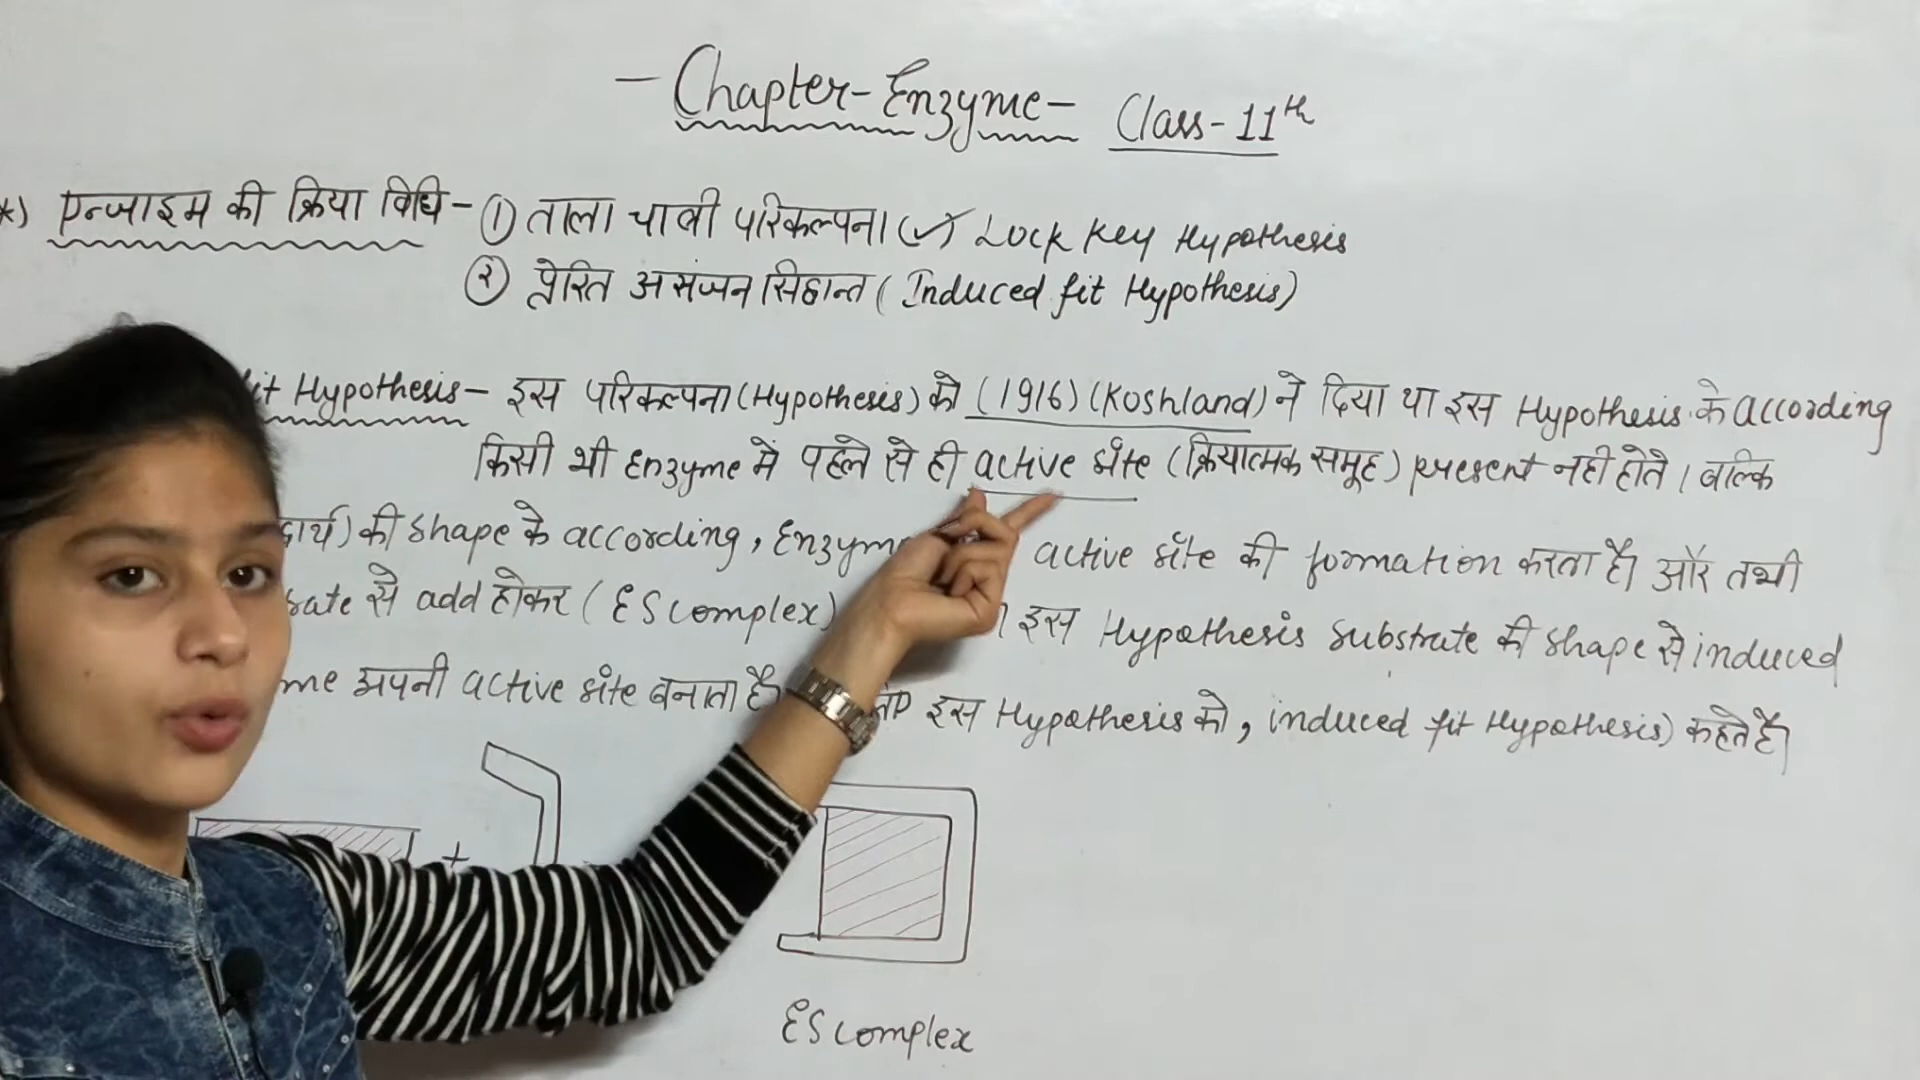 - Chapter - Enzyme - Class - 11th
*) एन्जाइम की क्रिया विधि - ① ताला चाबी परिकल्पना (✓) Lock Key Hypothesis
② प्रेरित असंजन सिद्धान्त ( Induced fit Hypothesis)
it Hypothesis - इस परिकल्पना (Hypothesis) को (1916) (Koshland) ने दिया था इस Hypothesis के according
किसी भी Enzyme में पहले से ही active site (क्रियात्मक समूह) present नही होते। बल्कि
की shape के according, Enzyme active site की formation करता है। और तभी
से add होकर ( ES complex) इस Hypothesis substrate की shape से induced
अपनी active site बनाता है इस Hypothesis को, induced fit Hypothesis) कहते है।
+
ES complex